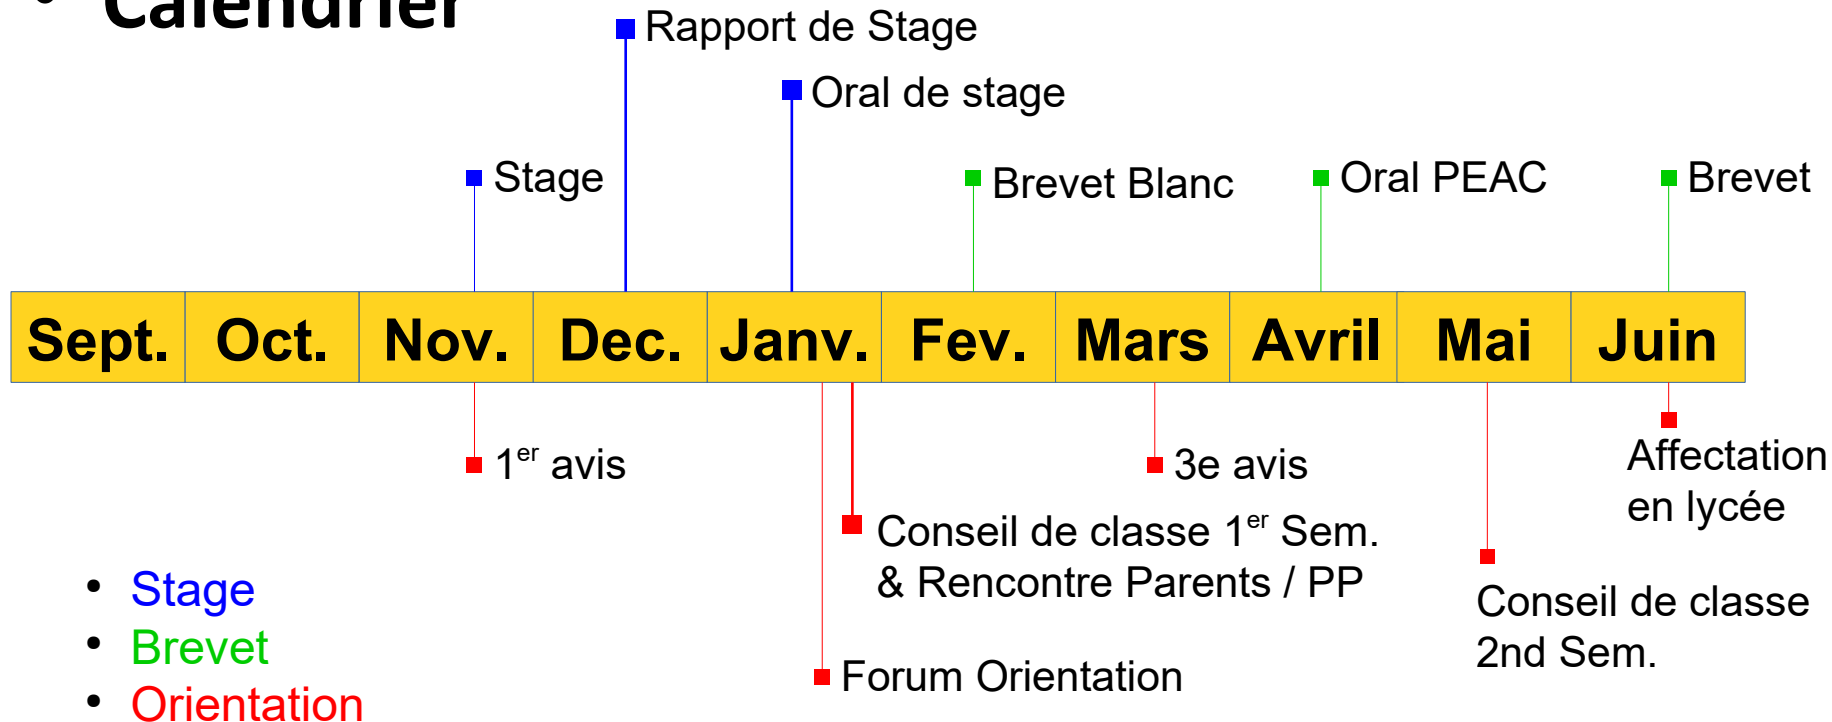 • Calendrier
Rapport de Stage
Oral de stage
Stage
Brevet Blanc
Oral PEAC
Brevet
Sept. Oct. Nov. Dec. Janv. Fev. Mars Avril Mai Juin
1er avis
3e avis
Affectation
en lycée
Conseil de classe 1er Sem.
& Rencontre Parents / PP
Conseil de classe
2nd Sem.
Forum Orientation
• Stage
• Brevet
• Orientation